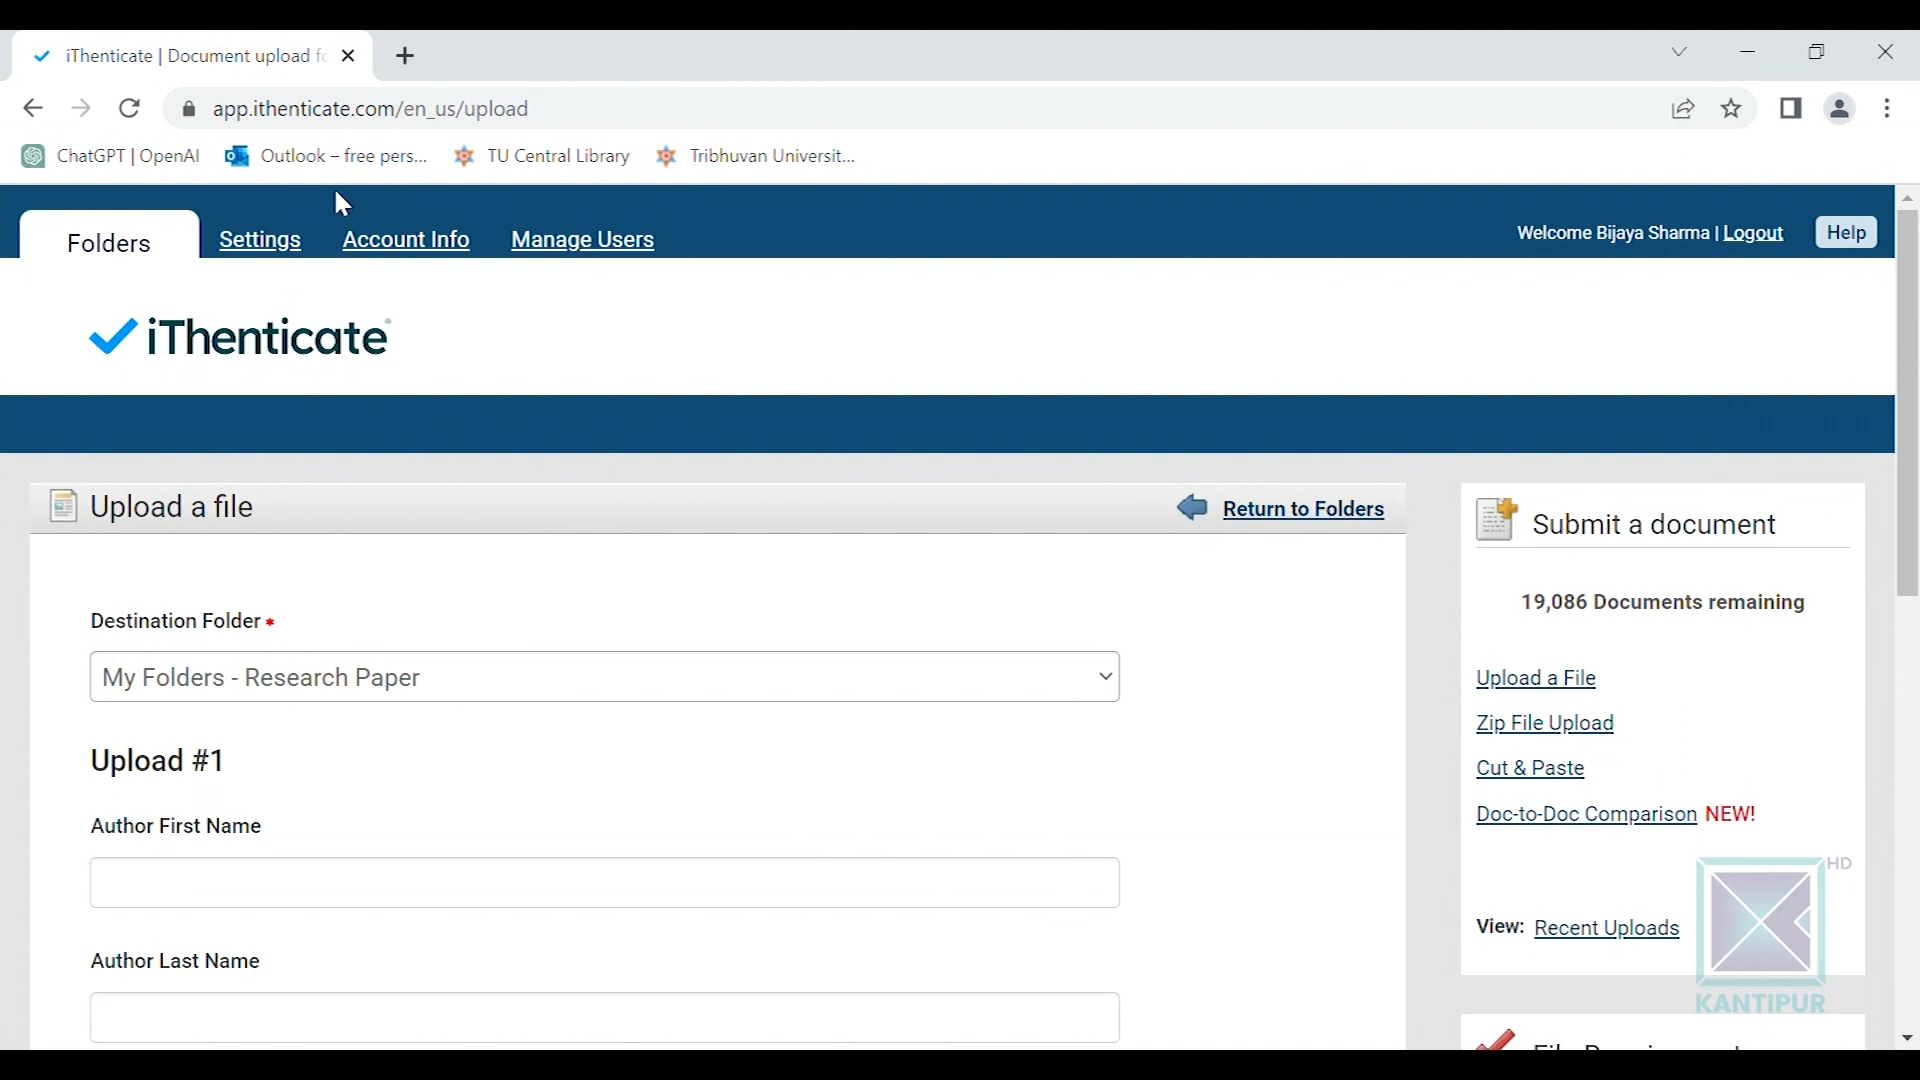 iThenticate | Document upload fo
app.ithenticate.com/en_us/upload
ChatGPT | OpenAI
Outlook – free pers...
TU Central Library
Tribhuvan Universit...
Folders
Settings
Account Info
Manage Users
Welcome Bijaya Sharma | Logout
Help
iThenticate®
Upload a file
Return to Folders
Destination Folder *
My Folders - Research Paper
Upload #1
Author First Name
Author Last Name
Submit a document
19,086 Documents remaining
Upload a File
Zip File Upload
Cut & Paste
Doc-to-Doc Comparison NEW!
View: Recent Uploads
HD
KANTIPUR